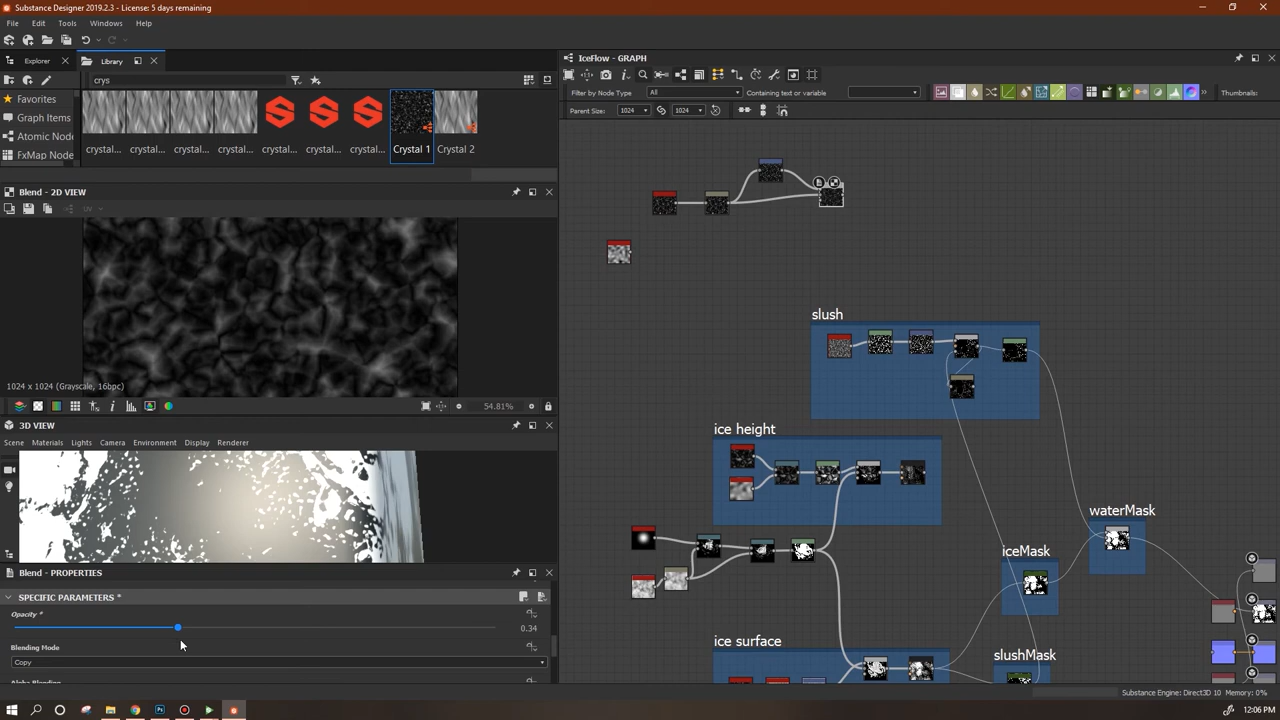 Substance Designer 2019.2.3 - License: 5 days remaining
File Edit Tools Windows Help
Explorer
Library
IceFlow - GRAPH
crys
Filter by Node Type
All
Containing text or variable
Thumbnails:
Favorites
Graph Items
Atomic Node
FxMap Node
Parent Size:
1024
1024
crystal... crystal... crystal... crystal... crystal... crystal... crystal... Crystal 1 Crystal 2
Blend - 2D VIEW
UV
1024 x 1024 (Grayscale, 16bpc)
54.81%
slush
3D VIEW
Scene Materials Lights Camera Environment Display Renderer
ice height
waterMask
iceMask
Blend - PROPERTIES
SPECIFIC PARAMETERS *
Opacity *
0.34
Blending Mode
Copy
Alpha Blending
ice surface
slushMask
Substance Engine: Direct3D 10 Memory: 0%
12:06 PM